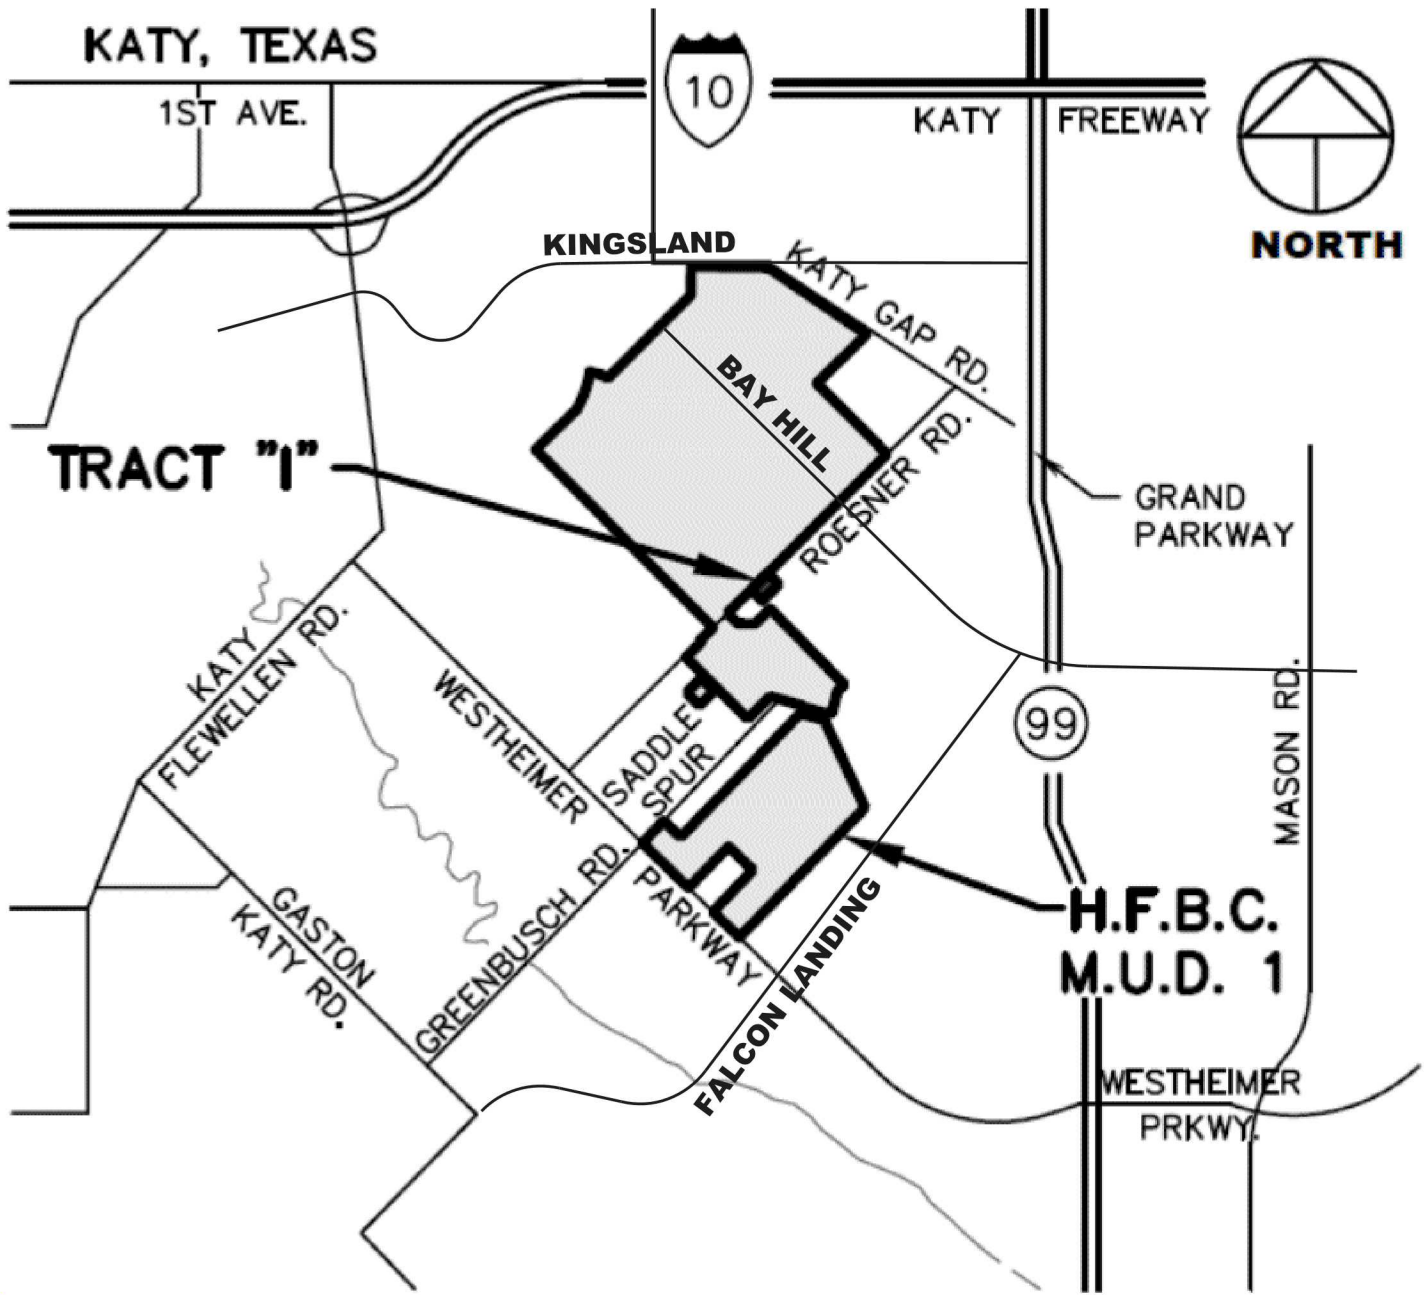 KATY, TEXAS
1ST AVE.
10
KATY FREEWAY
NORTH
KINGSLAND
KATY GAP RD.
BAY HILL
ROESNER RD.
TRACT "1"
GRAND
PARKWAY
KATY
FLEWELLEN RD.
WESTHEIMER
PARKWAY
SADDLE
SPUR
99
MASON RD.
GASTON
KATY RD.
GREENBUSCH RD.
FALCON LANDING
H.F.B.C.
M.U.D. 1
WESTHEIMER
PRKWY.